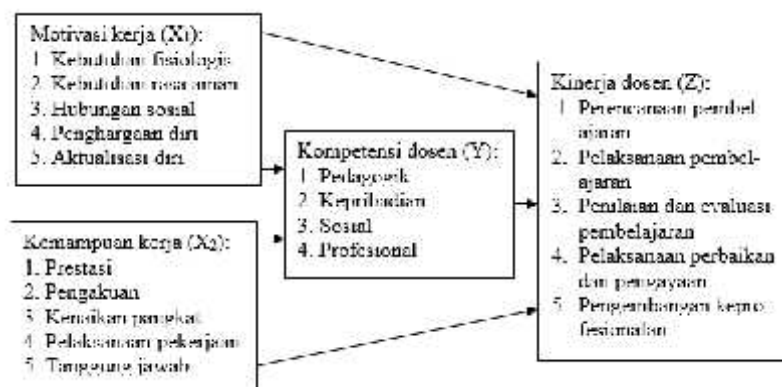 Motivasi kerja (X1):
1. Kebutuhan fisiologis
2. Kebutuhan rasa aman
3. Hubungan sosial
4. Penghargaan diri
5. Aktualisasi diri
Kemampuan kerja (X2):
1. Prestasi
2. Pengakuan
3. Kenaikan pangkat
4. Pelaksanaan pekerjaan
5. Tanggung jawab
Kompetensi dosen (Y):
1. Pedagogik
2. Kepribadian
3. Sosial
4. Profesional
Kinerja dosen (Z):
1. Perencanaan pembel
ajaran
2. Pelaksanaan pembel-
ajaran
3. Penilaian dan evaluasi
pembelajaran
4. Pelaksanaan perbaikan
dan pengayaan
5. Pengembangan kepro
fesionalan